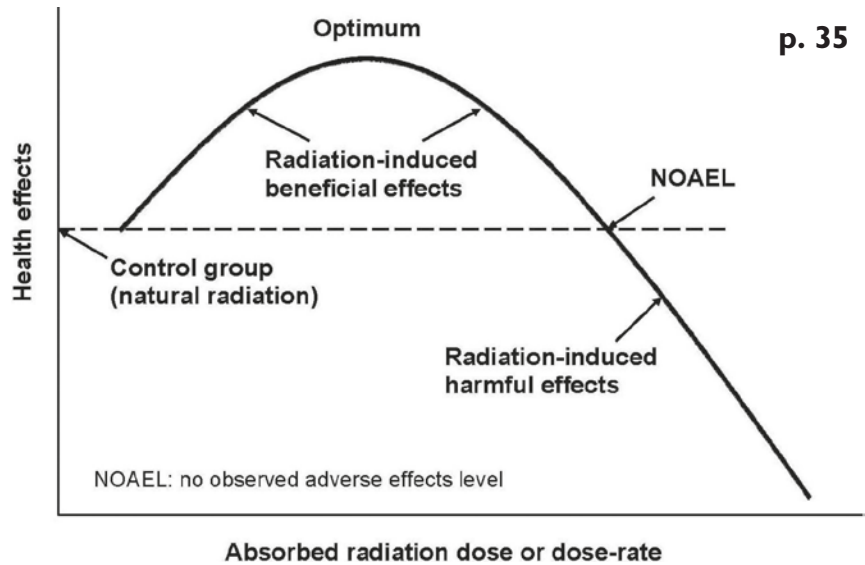 Optimum
p. 35
Radiation-induced
beneficial effects
NOAEL
Health effects
Control group
(natural radiation)
Radiation-induced
harmful effects
NOAEL: no observed adverse effects level
Absorbed radiation dose or dose-rate